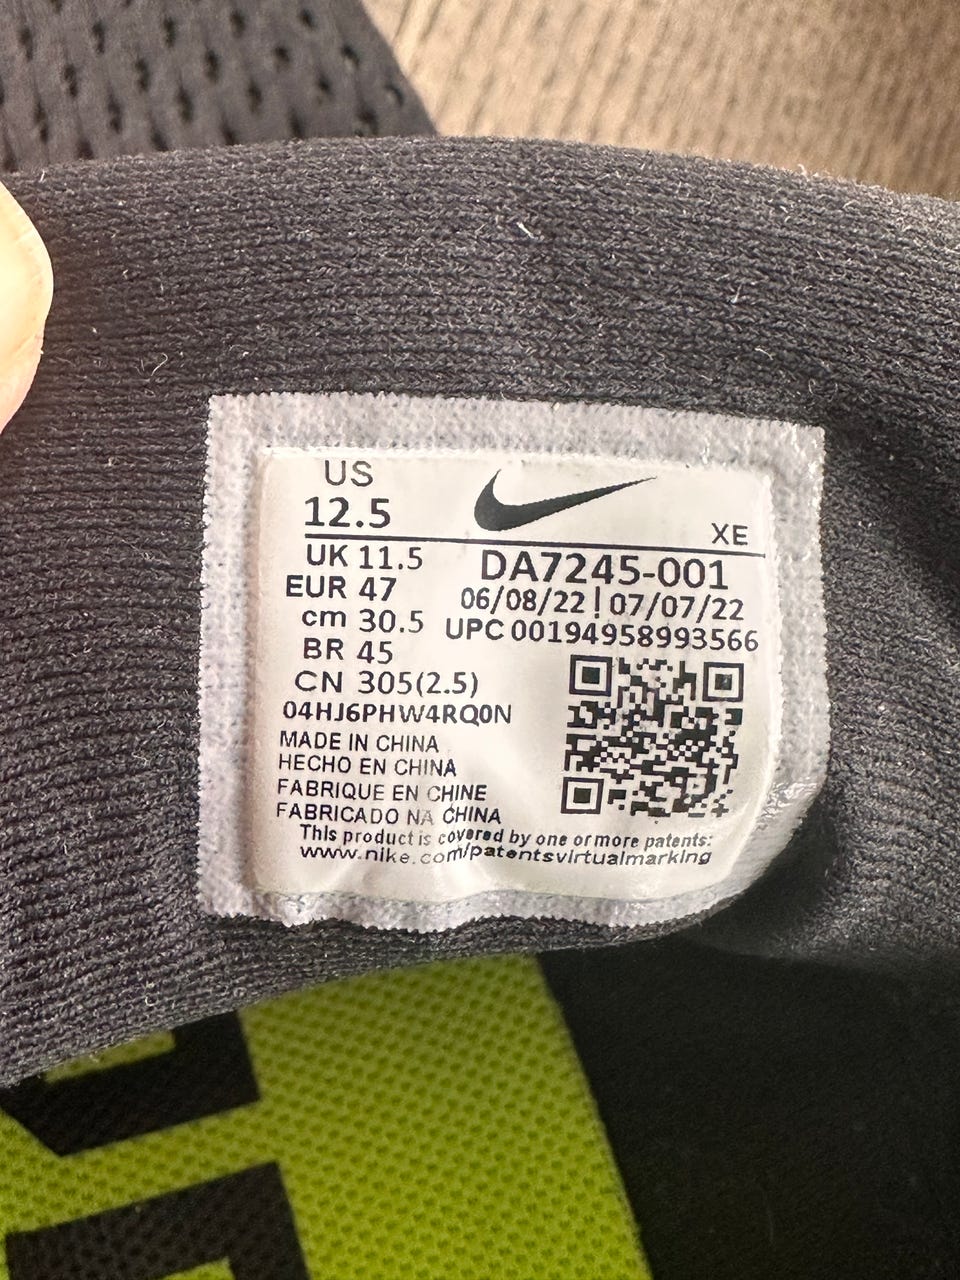 US
12.5
XE
UK 11.5
EUR 47
cm 30.5
BR 45
CN 305(2.5)
DA7245-001
06/08/22 | 07/07/22
UPC 00194958993566
04HJ6PHW4RQ0N
MADE IN CHINA
HECHO EN CHINA
FABRIQUE EN CHINE
FABRICADO NA CHINA
This product is covered by one or more patents:
www.nike.com/patentsvirtualmarking